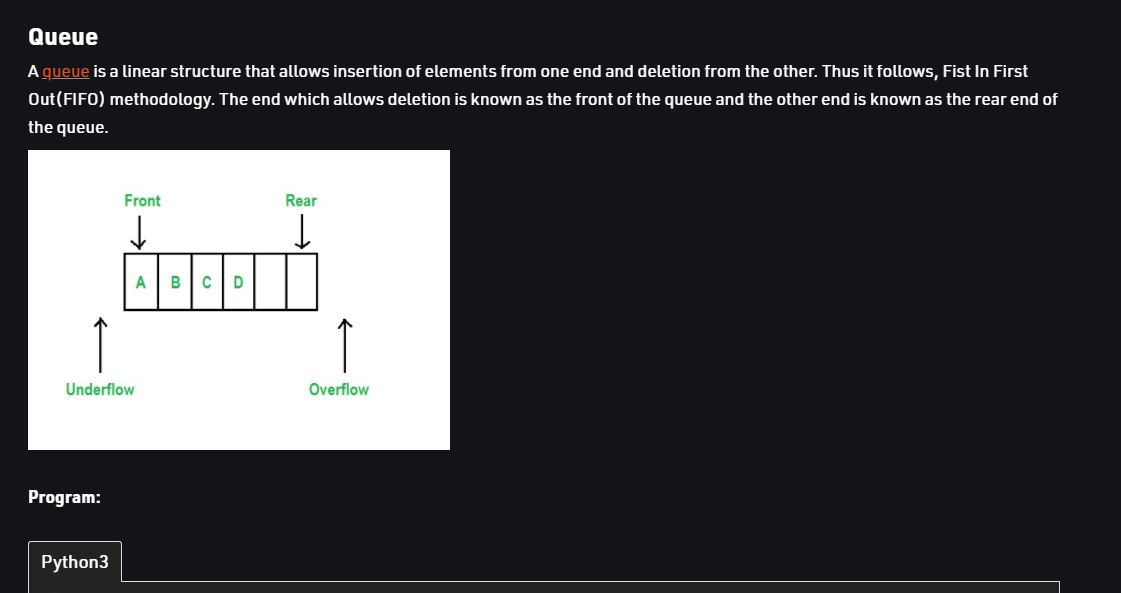 Queue
A queue is a linear structure that allows insertion of elements from one end and deletion from the other. Thus it follows, Fist In First
Out(FIFO) methodology. The end which allows deletion is known as the front of the queue and the other end is known as the rear end of
the queue.
Front Rear
A B C D
Underflow Overflow
Program:
Python3